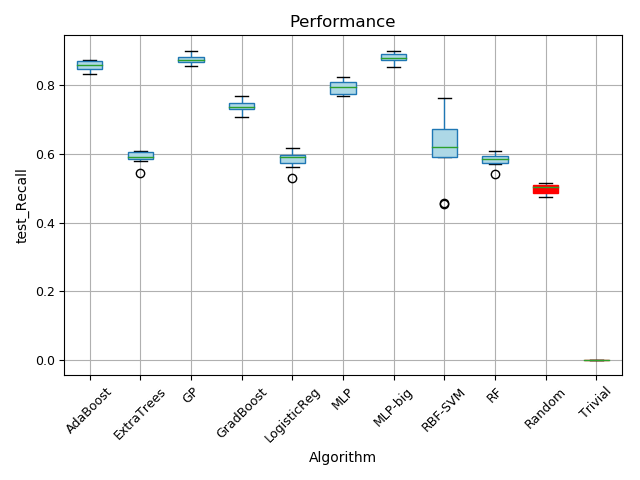 Performance
test_Recall
0.8
0.6
0.4
0.2
0.0
AdaBoost
ExtraTrees
GP
GradBoost
LogisticReg
MLP
MLP-big
RBF-SVM
RF
Random
Trivial
Algorithm